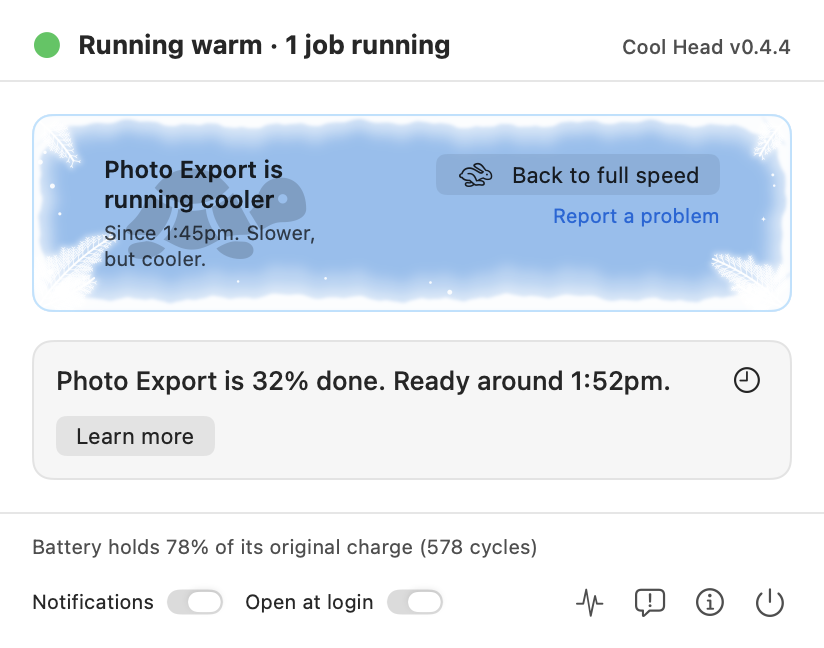 Running warm · 1 job running
Cool Head v0.4.4
Photo Export is
running cooler
Since 1:45pm. Slower,
but cooler.
Back to full speed
Report a problem
Photo Export is 32% done. Ready around 1:52pm.
Learn more
Battery holds 78% of its original charge (578 cycles)
Notifications
Open at login